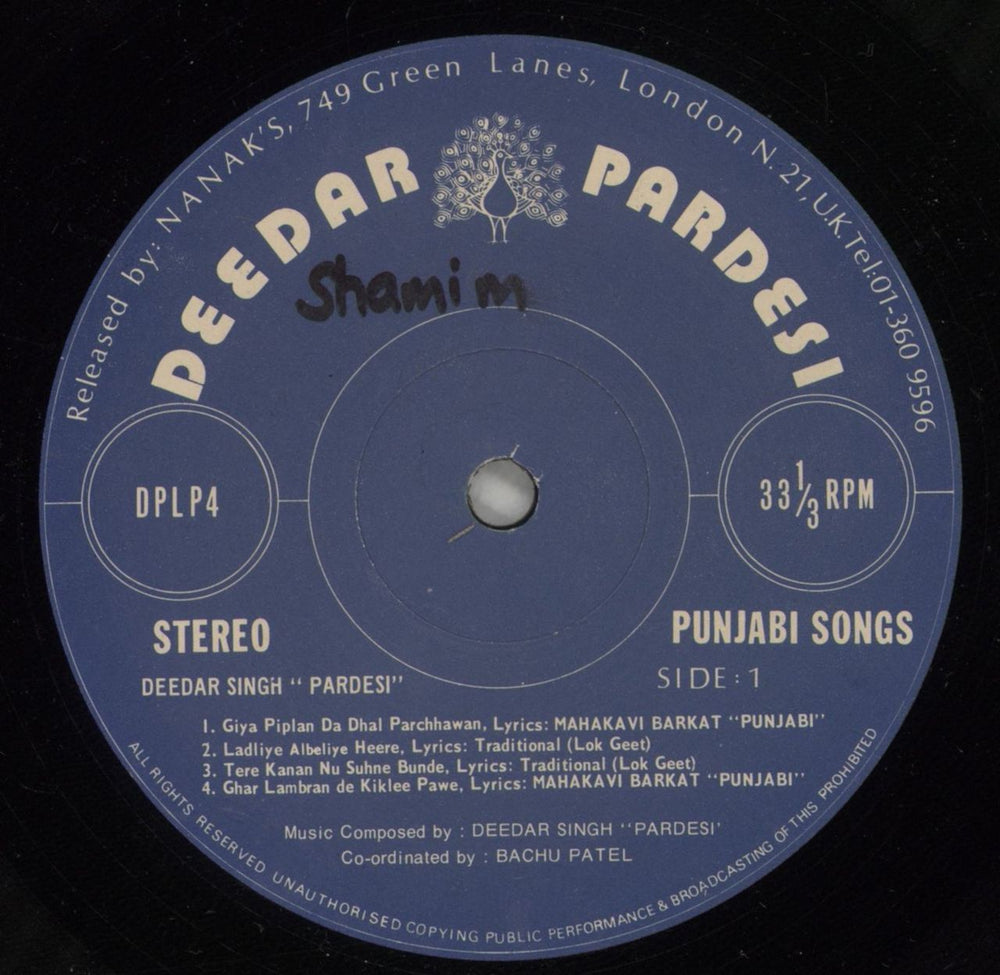 Released by: NANAK'S, 749 Green Lanes, London N.21, U.K. Tel:01-360 9596
DEEDAR PARDESI
Shamim
DPLP4
33 1/3 RPM
STEREO
PUNJABI SONGS
DEEDAR SINGH “ PARDESI”
SIDE : 1
1. Giya Piplan Da Dhal Parchhawan, Lyrics: MAHAKAVI BARKAT “PUNJABI”
2. Ladliye Albeliye Heere, Lyrics: Traditional (Lok Geet)
3. Tere Kanan Nu Suhne Bunde, Lyrics: Traditional (Lok Geet)
4. Ghar Lambran de Kiklee Pawe, Lyrics: MAHAKAVI BARKAT “PUNJABI”
Music Composed by : DEEDAR SINGH “PARDESI'
Co-ordinated by : BACHU PATEL
ALL RIGHTS RESERVED UNAUTHORISED COPYING PUBLIC PERFORMANCE & BROADCASTING OF THIS PROHIBITED